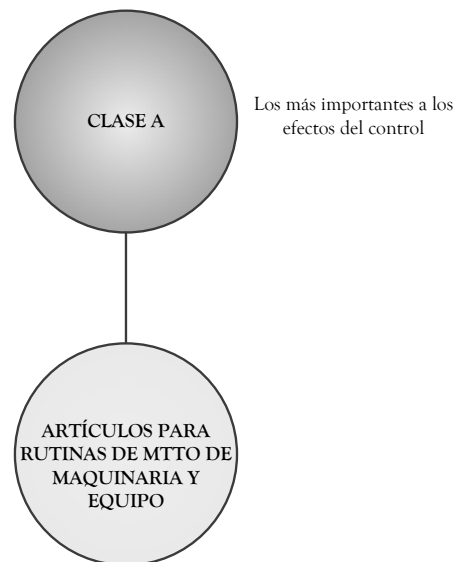 CLASE A
Los más importantes a los
efectos del control
ARTÍCULOS PARA
RUTINAS DE MTTO DE
MAQUINARIA Y
EQUIPO